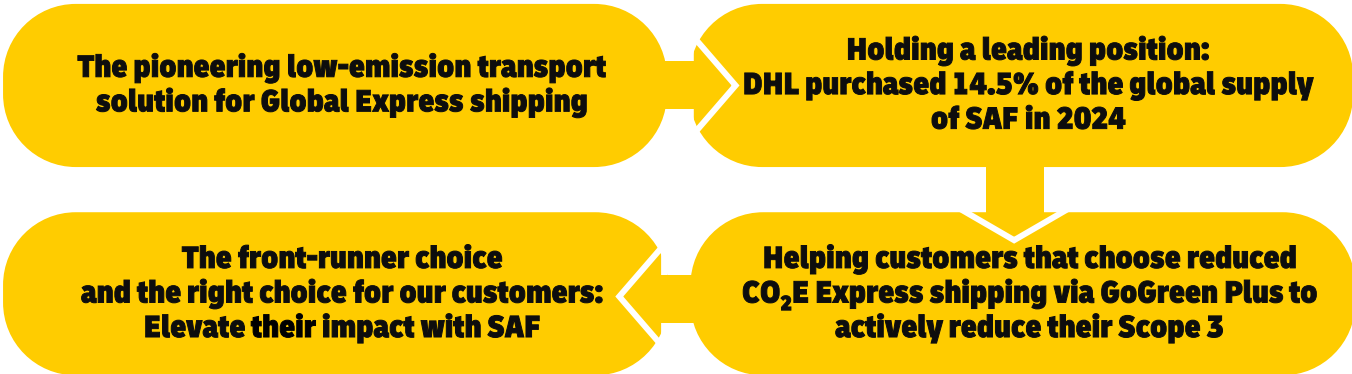 The pioneering low-emission transport
solution for Global Express shipping
Holding a leading position:
DHL purchased 14.5% of the global supply
of SAF in 2024
Helping customers that choose reduced
CO₂E Express shipping via GoGreen Plus to
actively reduce their Scope 3
The front-runner choice
and the right choice for our customers:
Elevate their impact with SAF